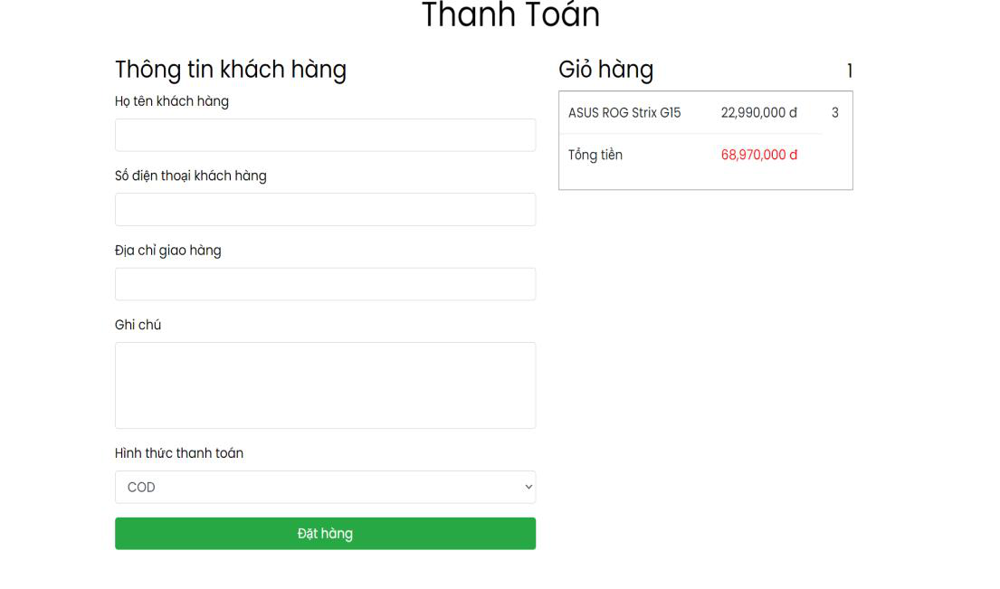 Thanh Toán
Thông tin khách hàng
Họ tên khách hàng
Số điện thoại khách hàng
Địa chỉ giao hàng
Ghi chú
Hình thức thanh toán
COD
Đặt hàng
Giỏ hàng 1
ASUS ROG Strix G15 22,990,000 đ 3
Tổng tiền 68,970,000 đ